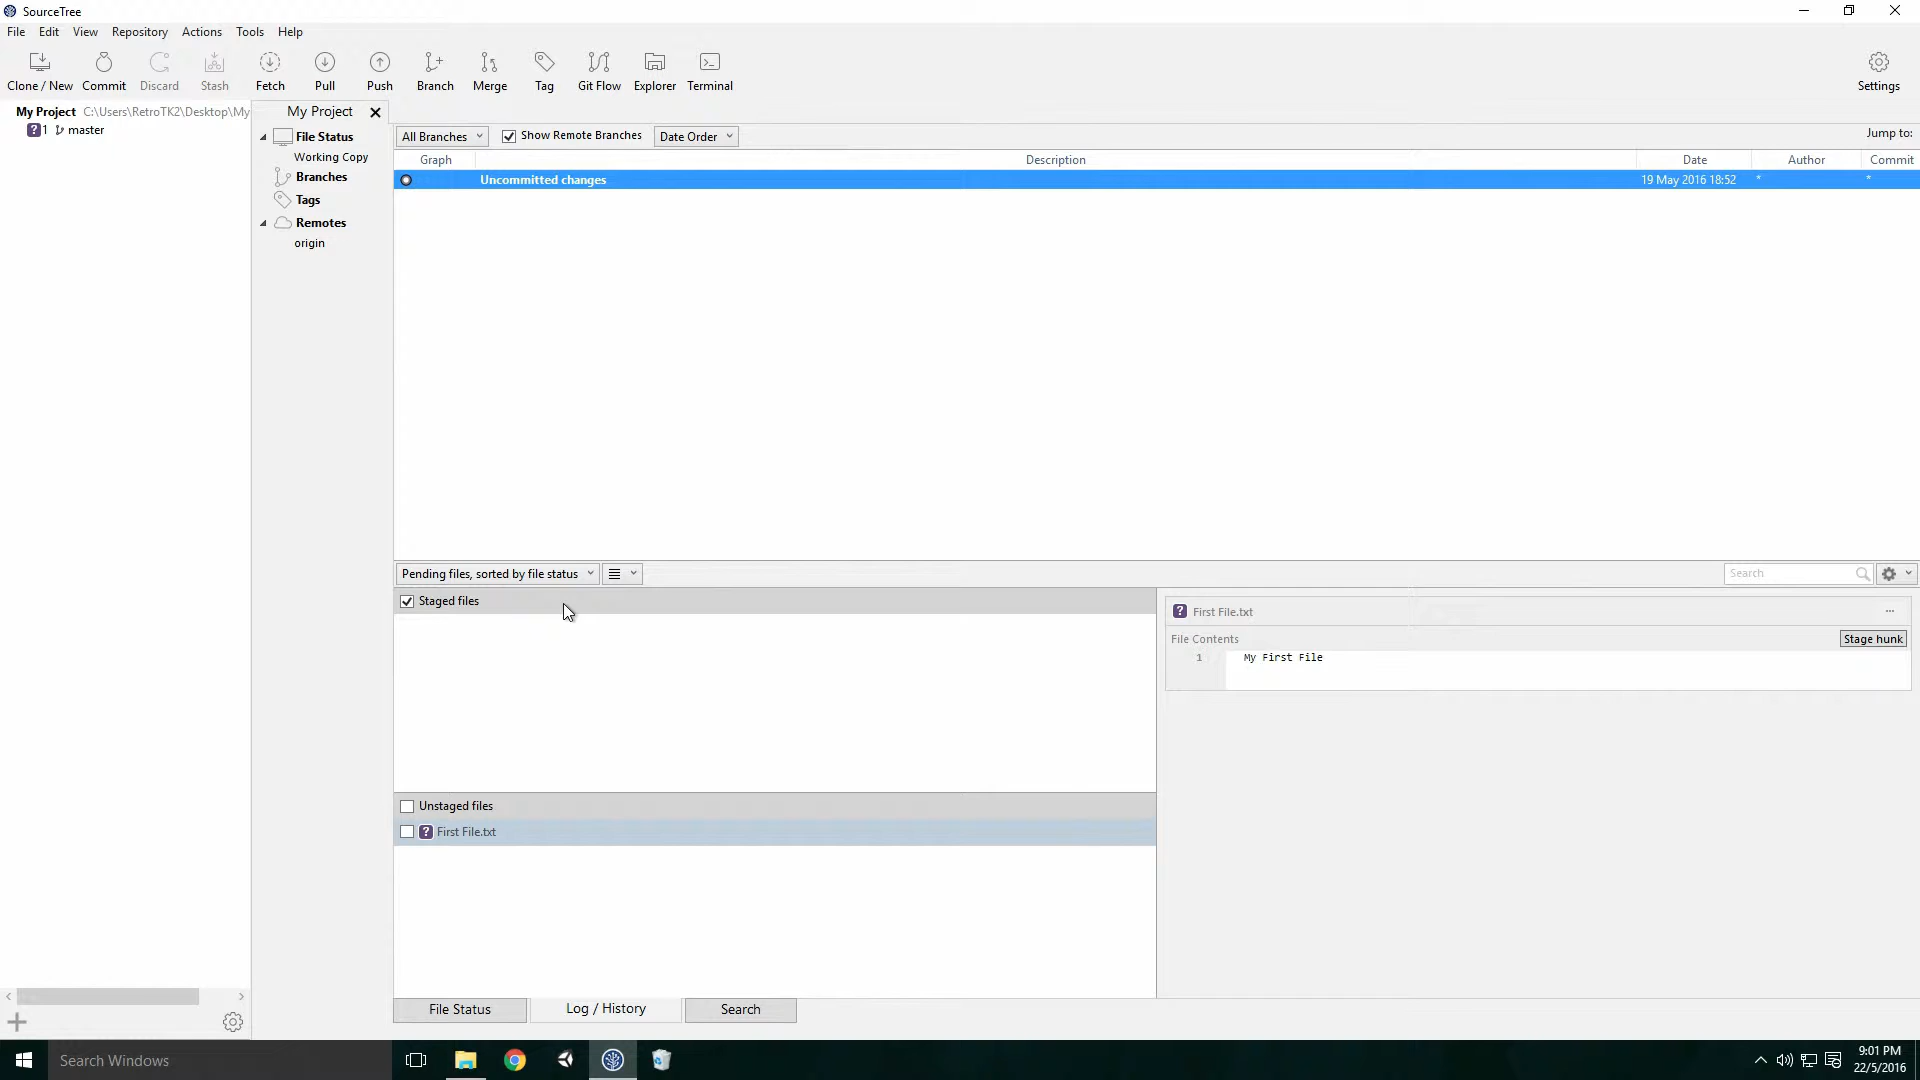 SourceTree
File Edit View Repository Actions Tools Help
Clone / New Commit Discard Stash Fetch Pull Push Branch Merge Tag Git Flow Explorer Terminal Settings
My Project C:\Users\RetroTK2\Desktop\My
?1 master
My Project
File Status
Working Copy
Branches
Tags
Remotes
origin
All Branches Show Remote Branches Date Order Jump to:
Graph Description Date Author Commit
Uncommitted changes 19 May 2016 18:52 * *
Pending files, sorted by file status Search
Staged files
Unstaged files
? First File.txt
? First File.txt ...
File Contents Stage hunk
1 My First File
File Status Log / History Search
Search Windows
9:01 PM
22/5/2016